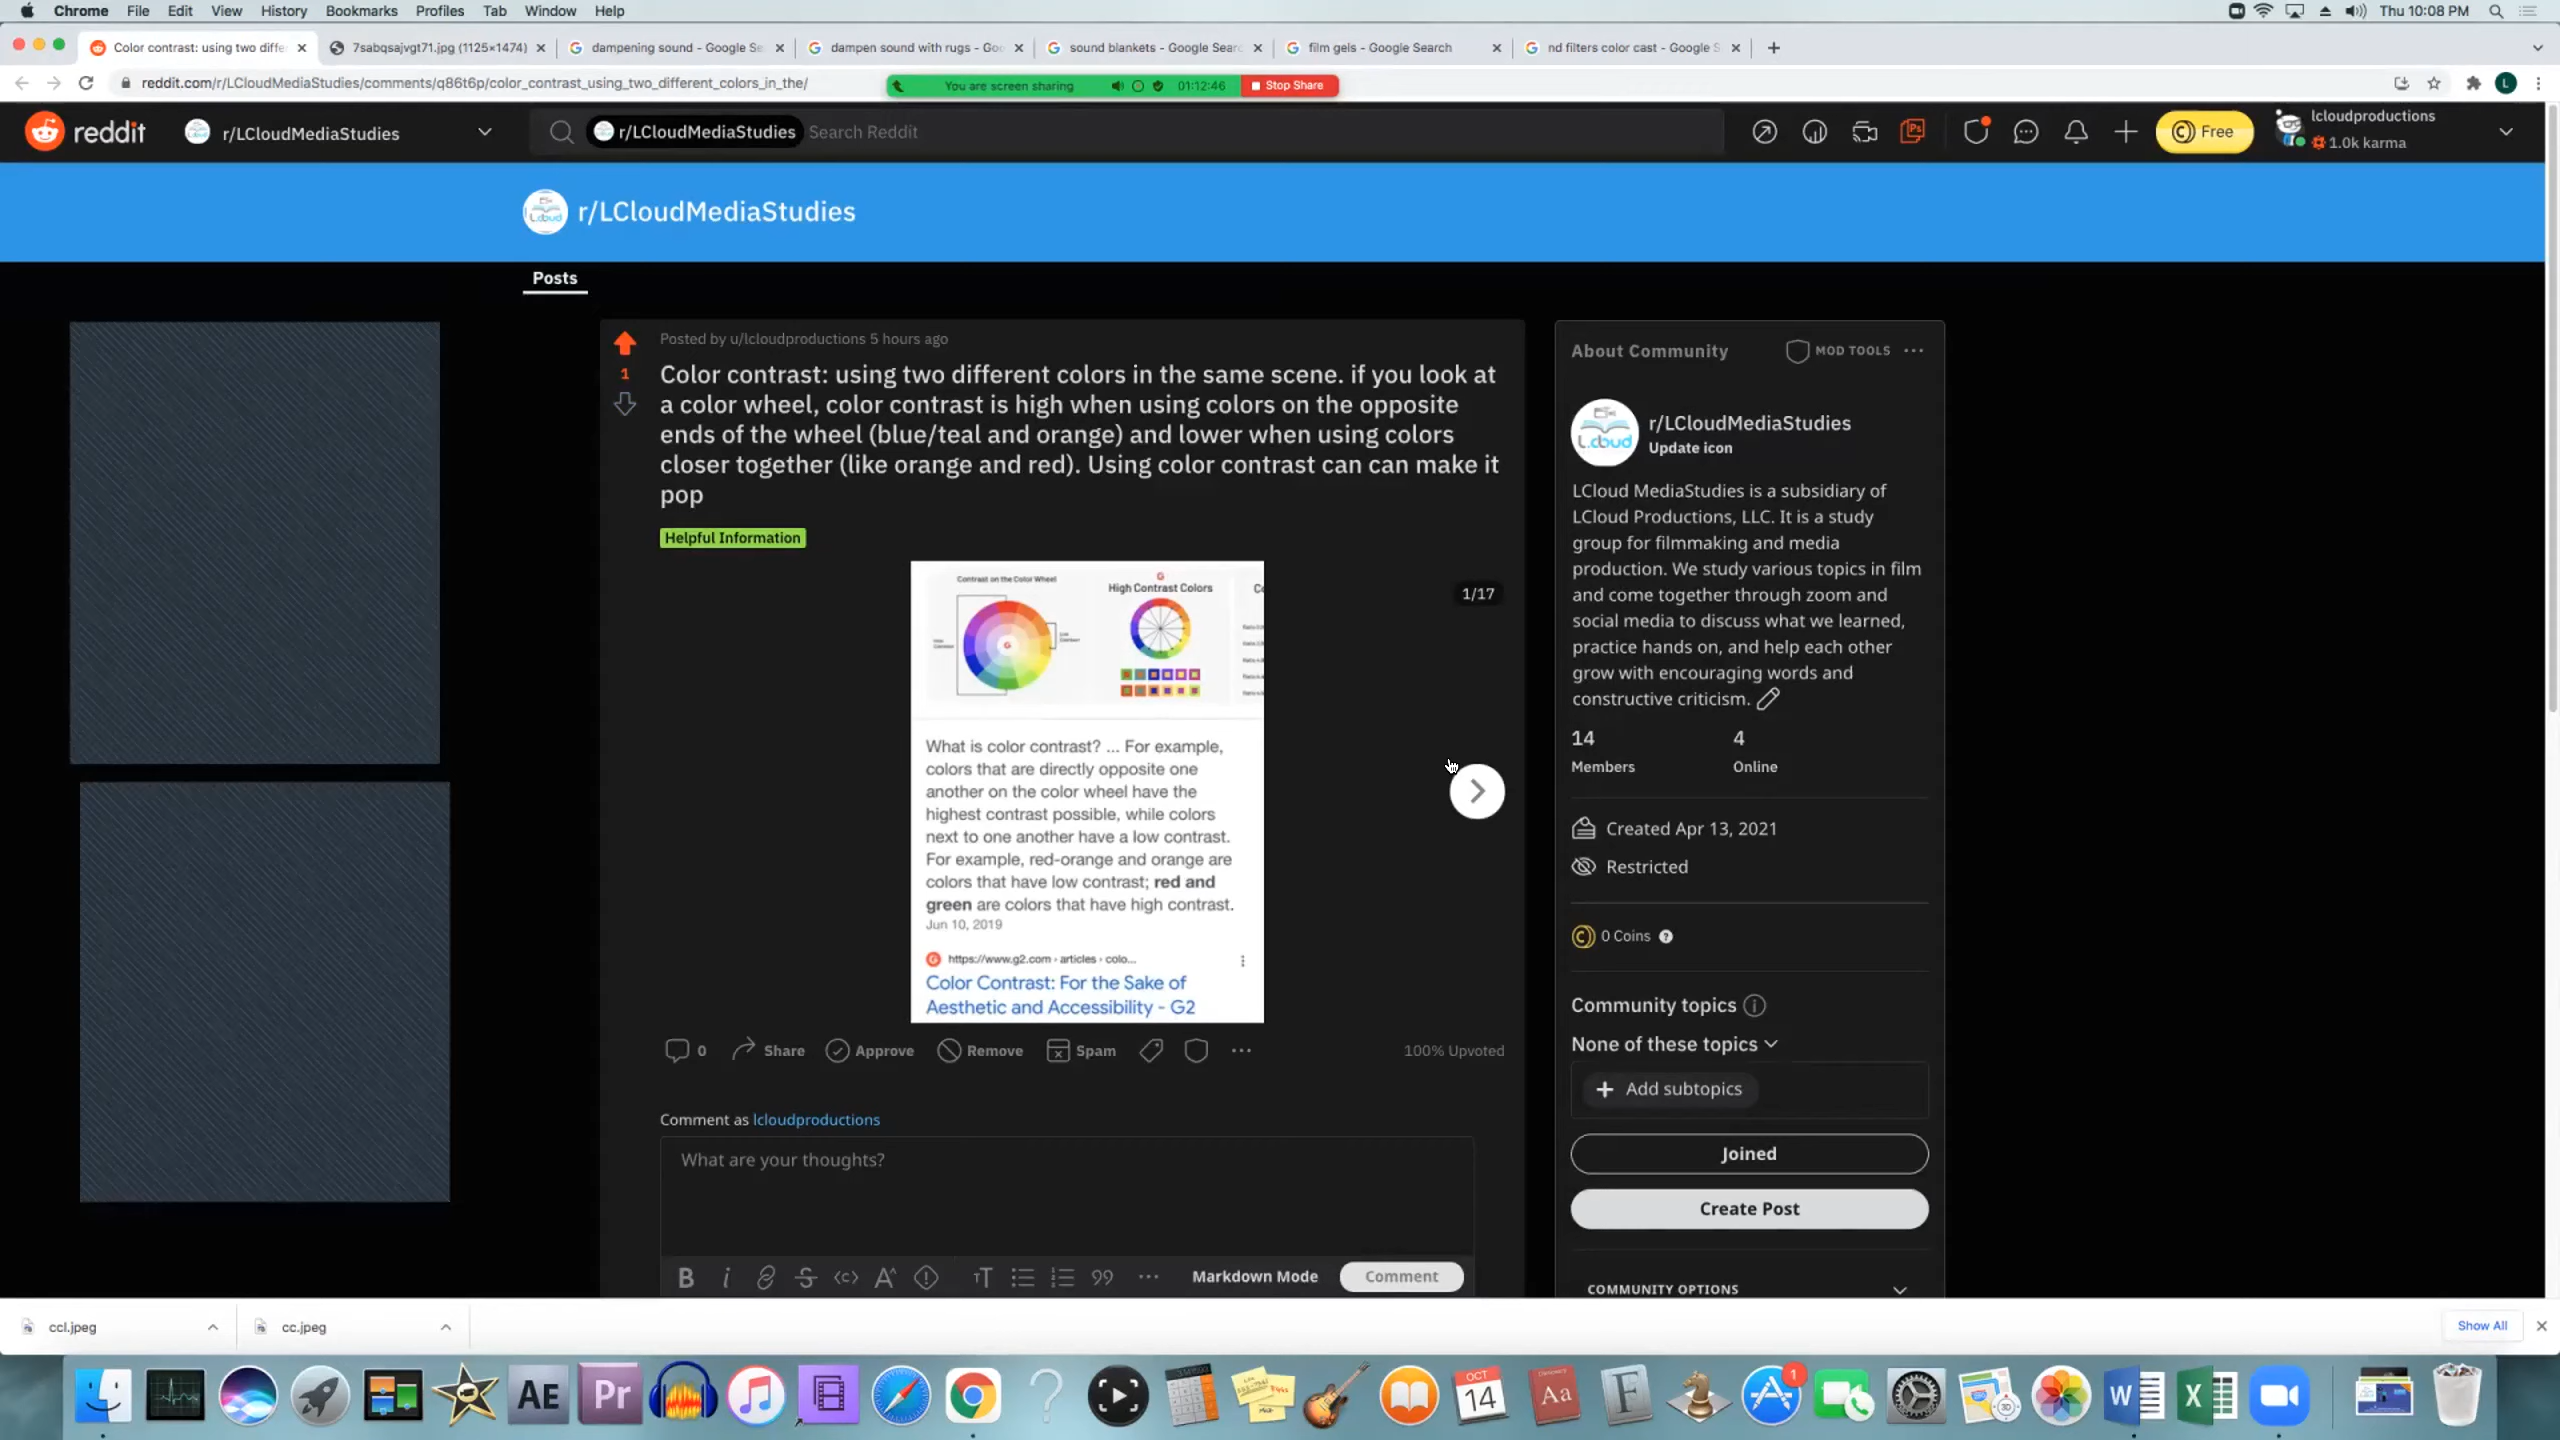 Chrome File Edit View History Bookmarks Profiles Tab Window Help
Thu 10:08 PM
Color contrast: using two diffe
7sabqsajvgt71.jpg (1125×1474)
dampening sound - Google Se
dampen sound with rugs - Goo
sound blankets - Google Searc
film gels - Google Search
nd filters color cast - Google S
reddit.com/r/LCloudMediaStudies/comments/q86t6p/color_contrast_using_two_different_colors_in_the/
You are screen sharing
01:12:46
Stop Share
L
reddit
r/LCloudMediaStudies
r/LCloudMediaStudies
Search Reddit
Ps
Free
lcloudproductions
1.0k karma
r/LCloudMediaStudies
Posts
1
Posted by u/lcloudproductions 5 hours ago
Color contrast: using two different colors in the same scene. if you look at
a color wheel, color contrast is high when using colors on the opposite
ends of the wheel (blue/teal and orange) and lower when using colors
closer together (like orange and red). Using color contrast can can make it
pop
Helpful Information
1/17
Contrast on the Color Wheel
High Contrast Colors
What is color contrast? ... For example,
colors that are directly opposite one
another on the color wheel have the
highest contrast possible, while colors
next to one another have a low contrast.
For example, red-orange and orange are
colors that have low contrast; red and
green are colors that have high contrast.
Jun 10, 2019
https://www.g2.com › articles › colo...
Color Contrast: For the Sake of
Aesthetic and Accessibility - G2
0 Share Approve Remove Spam
100% Upvoted
Comment as lcloudproductions
What are your thoughts?
Markdown Mode
Comment
About Community
MOD TOOLS
L.cloud
r/LCloudMediaStudies
Update icon
LCloud MediaStudies is a subsidiary of
LCloud Productions, LLC. It is a study
group for filmmaking and media
production. We study various topics in film
and come together through zoom and
social media to discuss what we learned,
practice hands on, and help each other
grow with encouraging words and
constructive criticism.
14
Members
4
Online
Created Apr 13, 2021
Restricted
0 Coins
Community topics
None of these topics
Add subtopics
Joined
Create Post
COMMUNITY OPTIONS
ccl.jpeg
cc.jpeg
Show All
AE
Pr
OCT
14
Aa
F
1
W
X